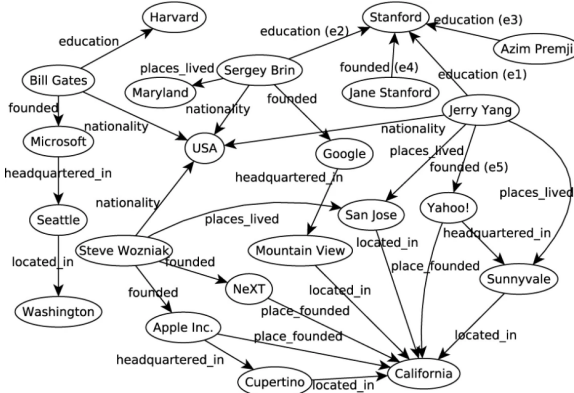 Harvard
Stanford
education (e2)
education (e3)
education
Azim Premji
Bill Gates
places_lived
Sergey Brin
founded (e4)
education (e1)
Maryland
Jane Stanford
founded
nationality
founded
Jerry Yang
nationality
nationality
Microsoft
USA
Google
places_lived
founded (e5)
headquartered_in
headquartered_in
places_lived
nationality
Seattle
places_lived
San Jose
Yahoo!
headquartered_in
Steve Wozniak
Mountain View
located_in
located_in
founded
place_founded
Sunnyvale
founded
NeXT
located_in
Washington
place_founded
Apple Inc.
place_founded
located_in
headquartered_in
Cupertino
located_in
California